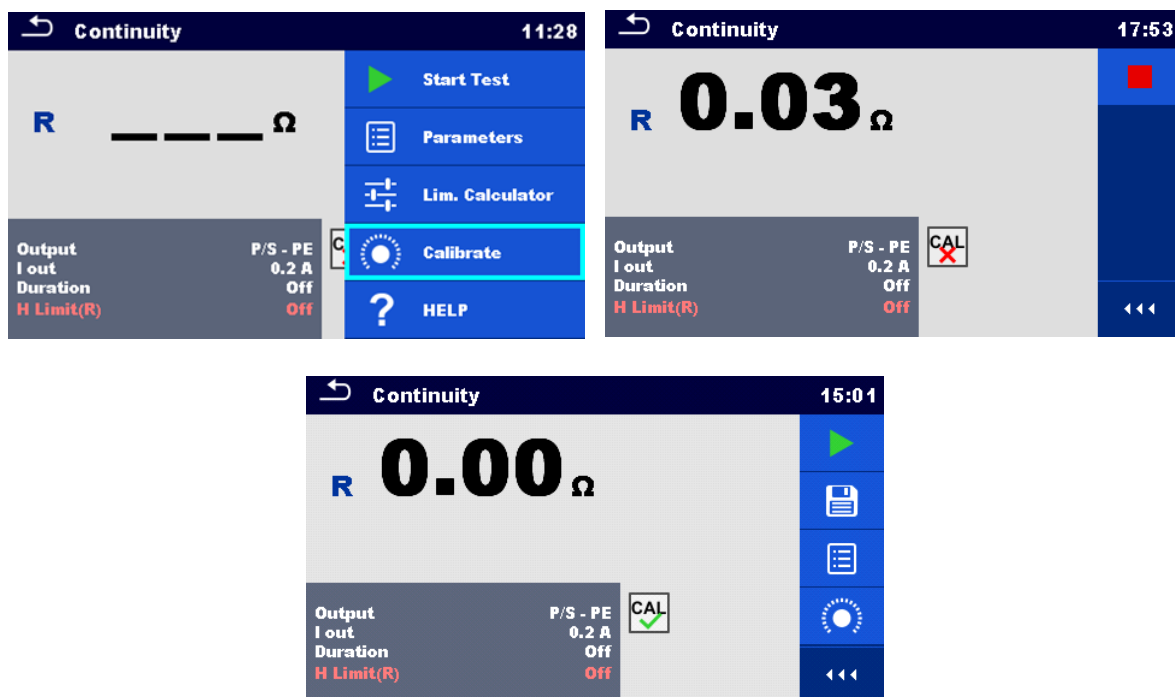 Continuity 11:28
R ___ Ω
Start Test
Parameters
Lim. Calculator
Calibrate
HELP
Output P/S - PE
I out 0.2 A
Duration Off
H Limit(R) Off
C
Continuity 17:53
R 0.03 Ω
Output P/S - PE
I out 0.2 A
Duration Off
H Limit(R) Off
CAL
Continuity 15:01
R 0.00 Ω
Output P/S - PE
I out 0.2 A
Duration Off
H Limit(R) Off
CAL